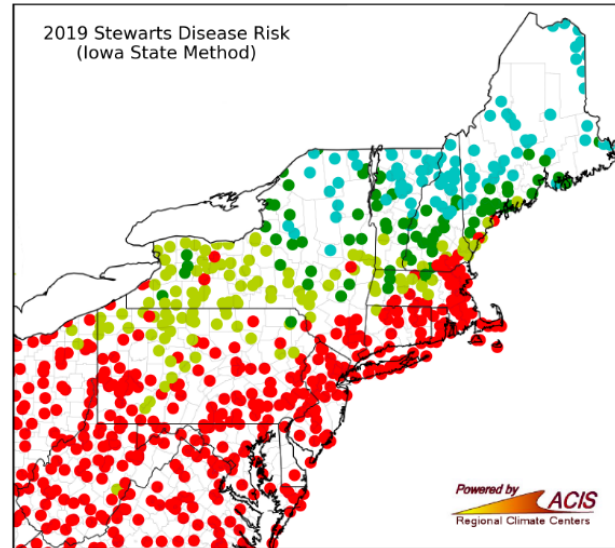 2019 Stewarts Disease Risk
(Iowa State Method)
Powered by
ACIS
Regional Climate Centers